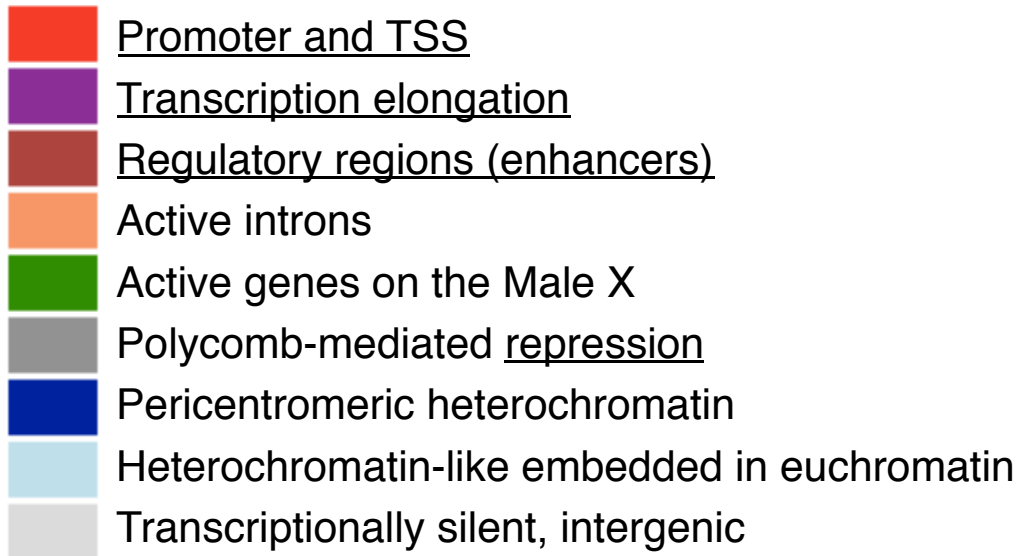 Promoter and TSS
Transcription elongation
Regulatory regions (enhancers)
Active introns
Active genes on the Male X
Polycomb-mediated repression
Pericentromeric heterochromatin
Heterochromatin-like embedded in euchromatin
Transcriptionally silent, intergenic